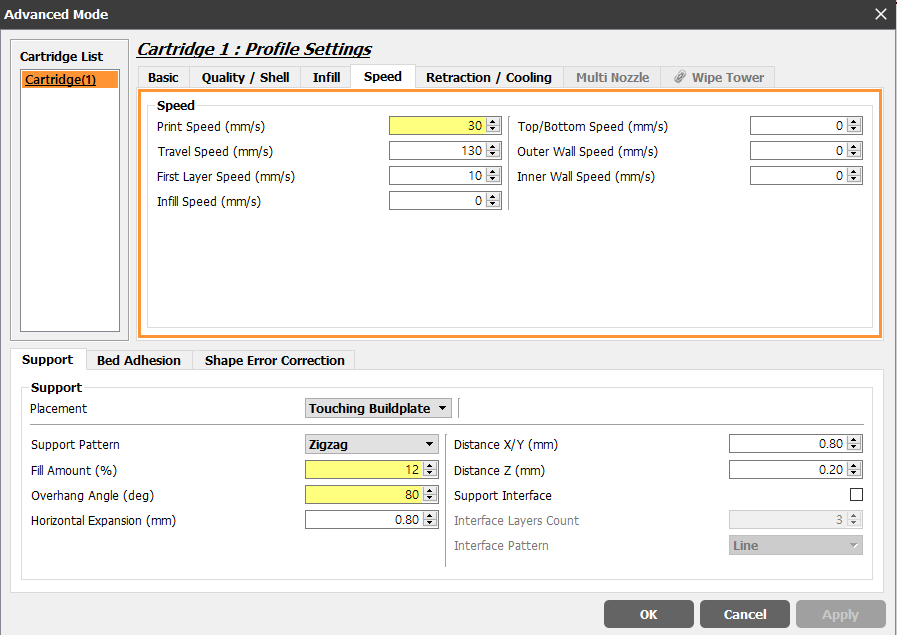 Advanced Mode
Cartridge List
Cartridge(1)
Cartridge 1 : Profile Settings
Basic Quality / Shell Infill Speed Retraction / Cooling Multi Nozzle Wipe Tower
Speed
Print Speed (mm/s) 30 Top/Bottom Speed (mm/s) 0
Travel Speed (mm/s) 130 Outer Wall Speed (mm/s) 0
First Layer Speed (mm/s) 10 Inner Wall Speed (mm/s) 0
Infill Speed (mm/s) 0
Support Bed Adhesion Shape Error Correction
Support
Placement Touching Buildplate
Support Pattern Zigzag Distance X/Y (mm) 0.80
Fill Amount (%) 12 Distance Z (mm) 0.20
Overhang Angle (deg) 80 Support Interface
Horizontal Expansion (mm) 0.80 Interface Layers Count 3
Interface Pattern Line
OK Cancel Apply